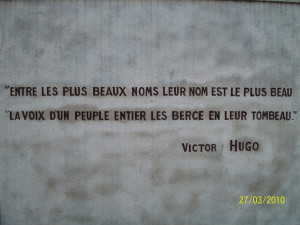 "ENTRE LES PLUS BEAUX NOMS LEUR NOM EST LE PLUS BEAU
"LA VOIX D'UN PEUPLE ENTIER LES BERCE EN LEUR TOMBEAU."
VICTOR HUGO
27/03/2010